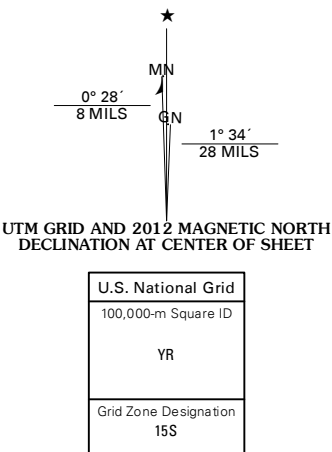 ★
MN
0° 28´
8 MILS
GN
1° 34´
28 MILS
UTM GRID AND 2012 MAGNETIC NORTH
DECLINATION AT CENTER OF SHEET
U.S. National Grid
100,000-m Square ID
YR
Grid Zone Designation
15S